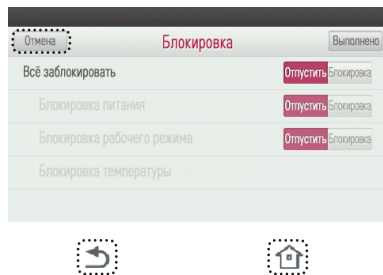 Отмена Блокировка Выполнено
Всё заблокировать Отпустить Блокировка
Блокировка питания Отпустить Блокировка
Блокировка рабочего режима Отпустить Блокировка
Блокировка температуры